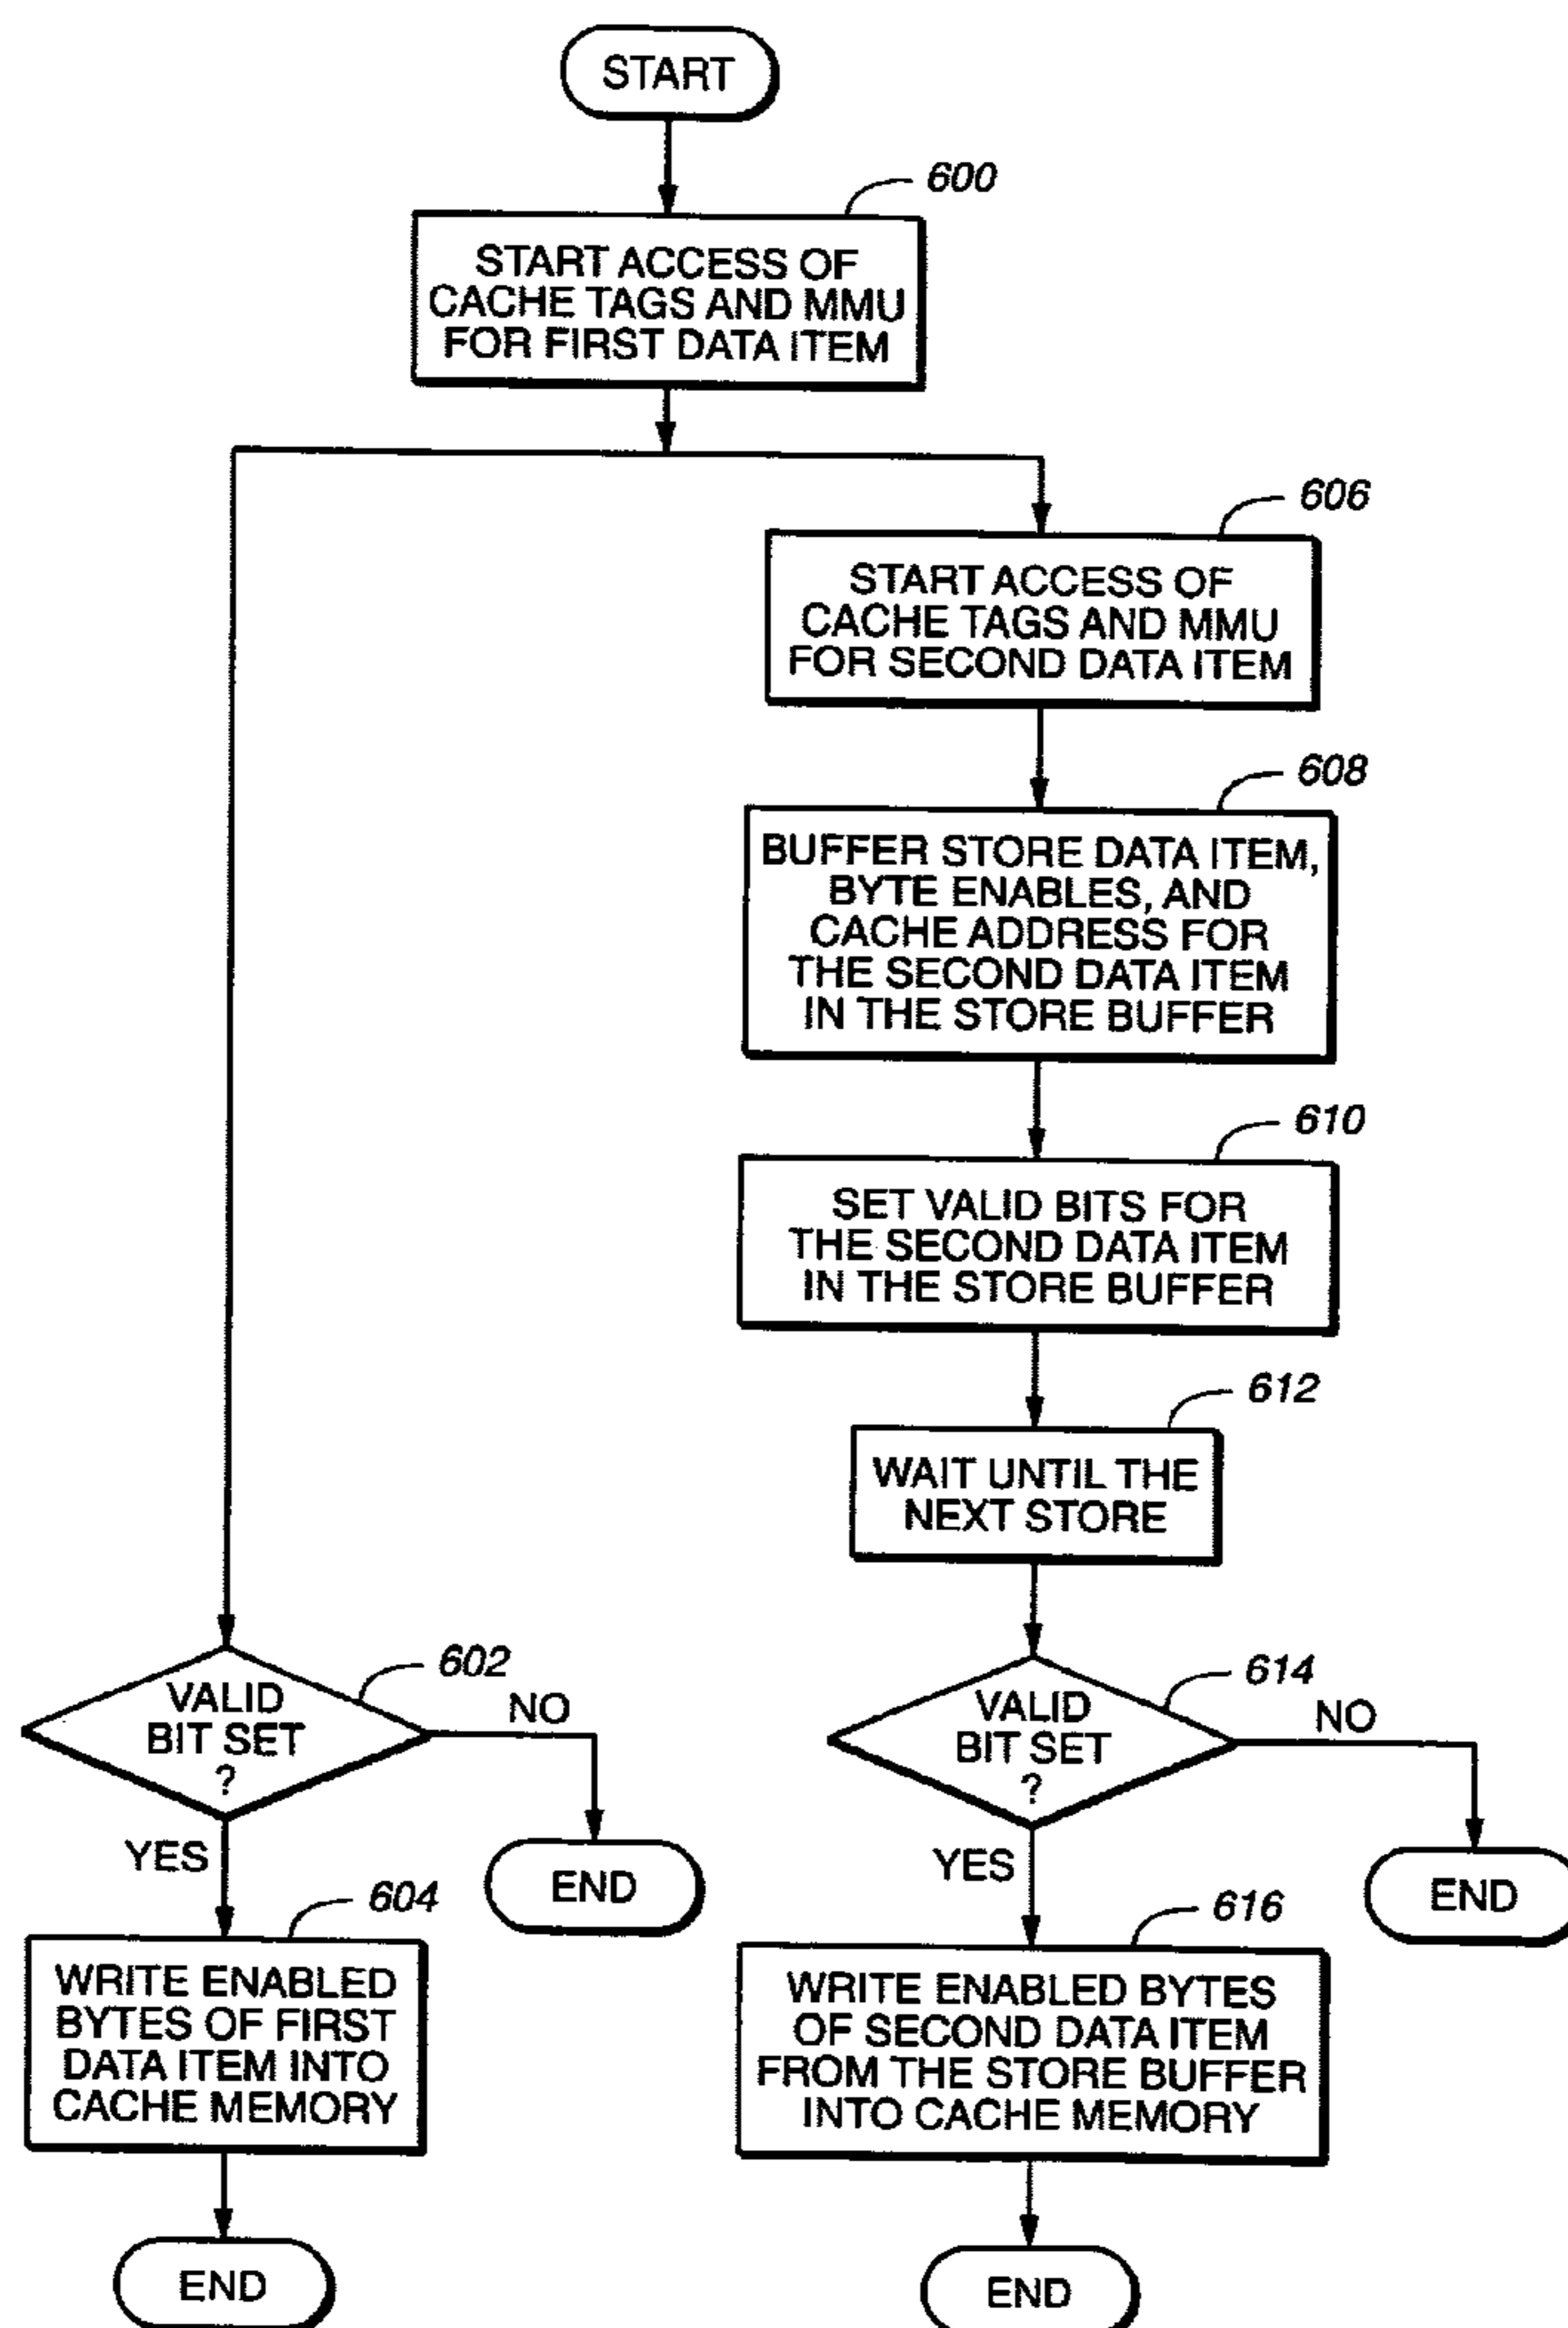 START
600
START ACCESS OF
CACHE TAGS AND MMU
FOR FIRST DATA ITEM
606
START ACCESS OF
CACHE TAGS AND MMU
FOR SECOND DATA ITEM
608
BUFFER STORE DATA ITEM,
BYTE ENABLES, AND
CACHE ADDRESS FOR
THE SECOND DATA ITEM
IN THE STORE BUFFER
610
SET VALID BITS FOR
THE SECOND DATA ITEM
IN THE STORE BUFFER
612
WAIT UNTIL THE
NEXT STORE
602
VALID
BIT SET
?
NO
YES
END
604
WRITE ENABLED
BYTES OF FIRST
DATA ITEM INTO
CACHE MEMORY
END
614
VALID
BIT SET
?
NO
YES
END
616
WRITE ENABLED BYTES
OF SECOND DATA ITEM
FROM THE STORE BUFFER
INTO CACHE MEMORY
END